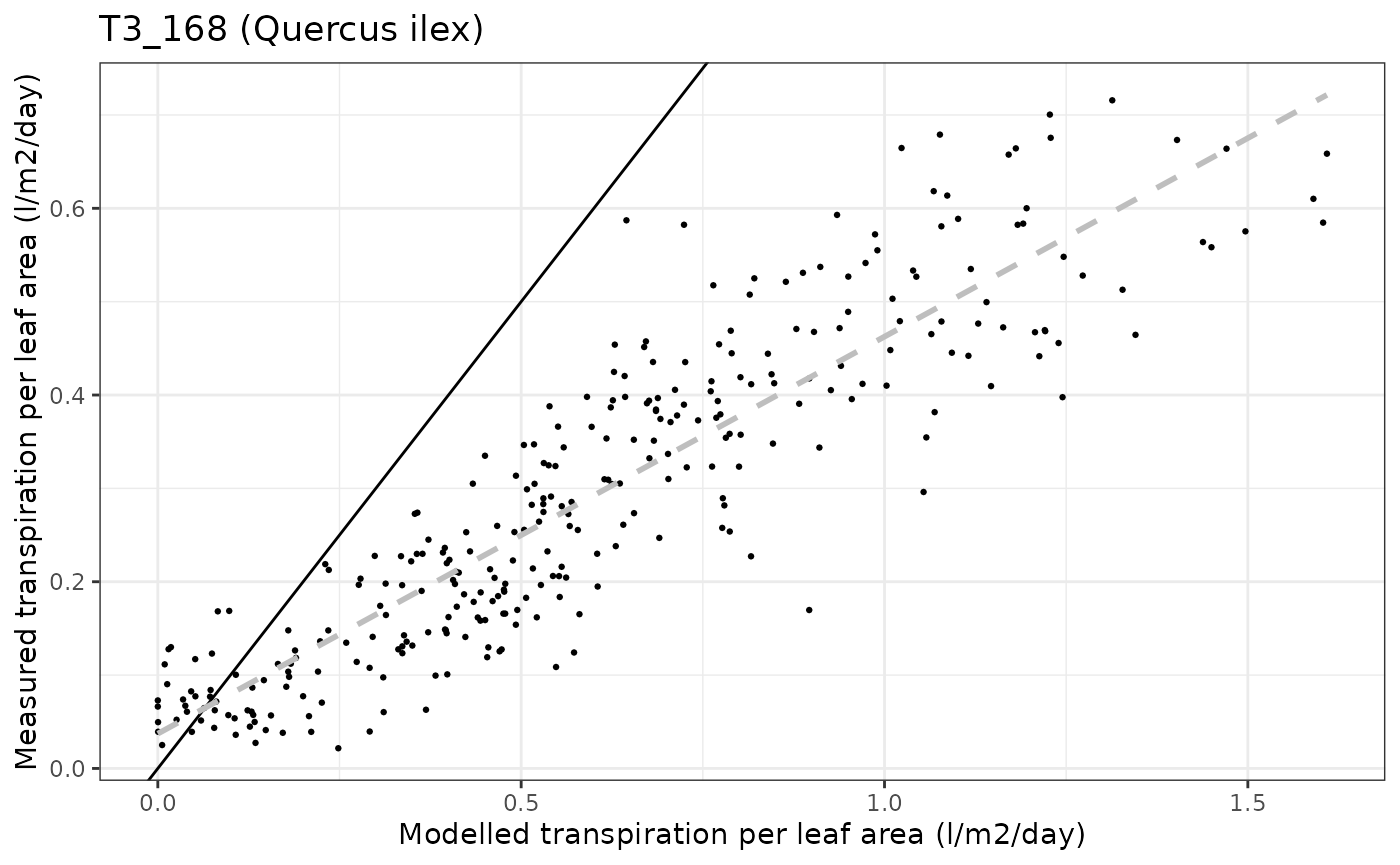 T3_168 (Quercus ilex)
Measured transpiration per leaf area (l/m2/day)
0.6
0.4
0.2
0.0
0.0 0.5 1.0 1.5
Modelled transpiration per leaf area (l/m2/day)